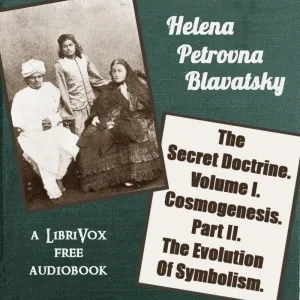 Helena
Petrovna
Blavatsky
The
Secret Doctrine.
Volume I.
Cosmogenesis.
Part II.
The Evolution
Of Symbolism.
A LIBRIVOX
FREE
AUDIOBOOK